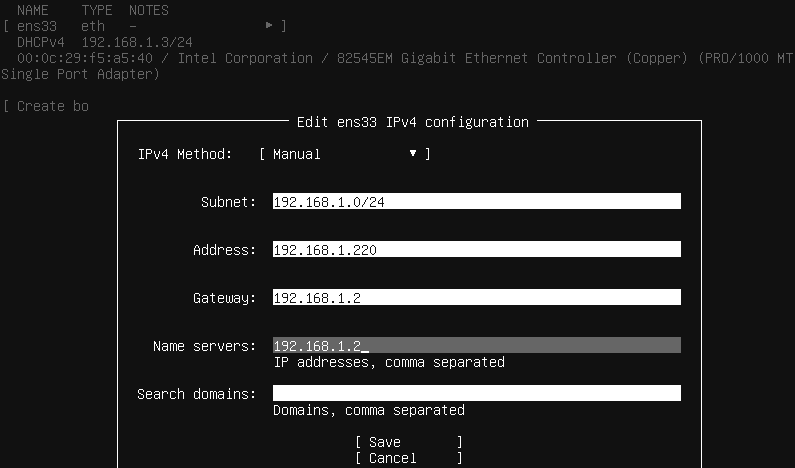 NAME TYPE NOTES
[ ens33 eth – ▸ ]
DHCPv4 192.168.1.3/24
00:0c:29:f5:a5:40 / Intel Corporation / 82545EM Gigabit Ethernet Controller (Copper) (PRO/1000 MT
Single Port Adapter)
[ Create bo
Edit ens33 IPv4 configuration
IPv4 Method: [ Manual ▾ ]
Subnet: 192.168.1.0/24
Address: 192.168.1.220
Gateway: 192.168.1.2
Name servers: 192.168.1.2_
IP addresses, comma separated
Search domains:
Domains, comma separated
[ Save ]
[ Cancel ]